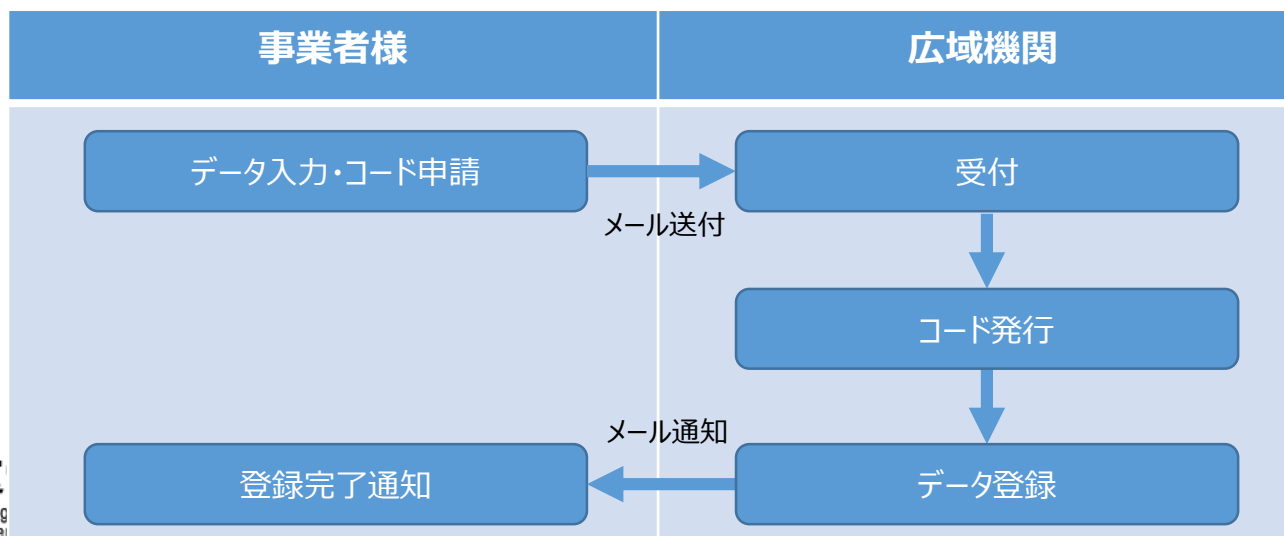 事業者様
広域機関
データ入力・コード申請
受付
メール送付
コード発行
メール通知
登録完了通知
データ登録